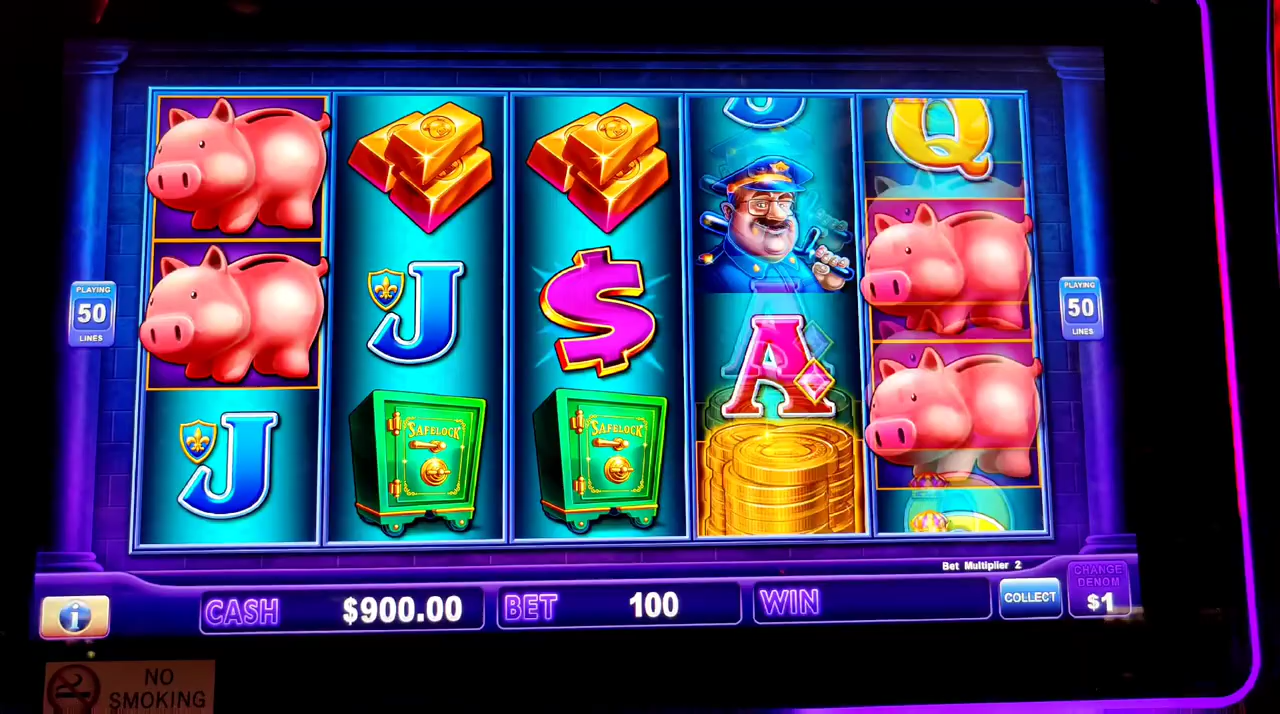 Q
J
J
SAFELOCK
SAFELOCK
$
A
J
PLAYING
50
LINES
PLAYING
50
LINES
Bet Multiplier 2
CASH $900.00
BET 100
WIN
COLLECT
CHANGE
DENOM
$1
i
NO
SMOKING